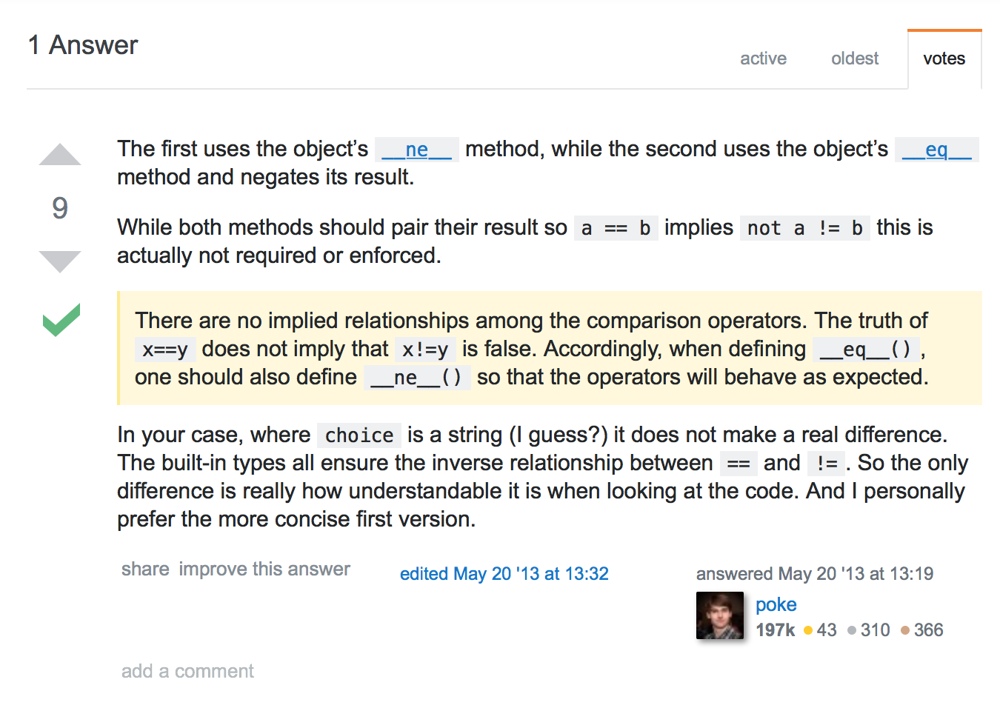 1 Answer
active oldest votes
The first uses the object’s __ne__ method, while the second uses the object’s __eq__
method and negates its result.
9
While both methods should pair their result so a == b implies not a != b this is
actually not required or enforced.
There are no implied relationships among the comparison operators. The truth of
x==y does not imply that x!=y is false. Accordingly, when defining __eq__(),
one should also define __ne__() so that the operators will behave as expected.
In your case, where choice is a string (I guess?) it does not make a real difference.
The built-in types all ensure the inverse relationship between == and !=. So the only
difference is really how understandable it is when looking at the code. And I personally
prefer the more concise first version.
share improve this answer
edited May 20 '13 at 13:32
answered May 20 '13 at 13:19
poke
197k 43 310 366
add a comment